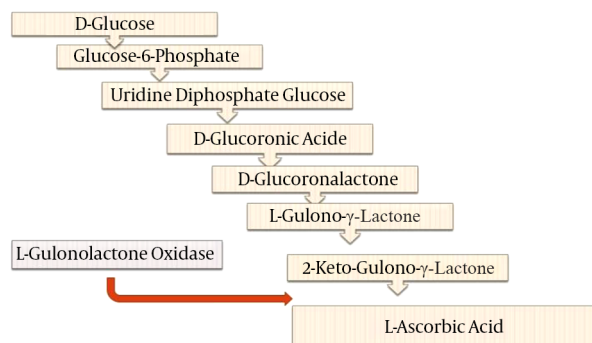 D-Glucose
Glucose-6-Phosphate
Uridine Diphosphate Glucose
D-Glucoronic Acide
D-Glucoronalactone
L-Gulono-γ-Lactone
L-Gulonolactone Oxidase
2-Keto-Gulono-γ-Lactone
L-Ascorbic Acid